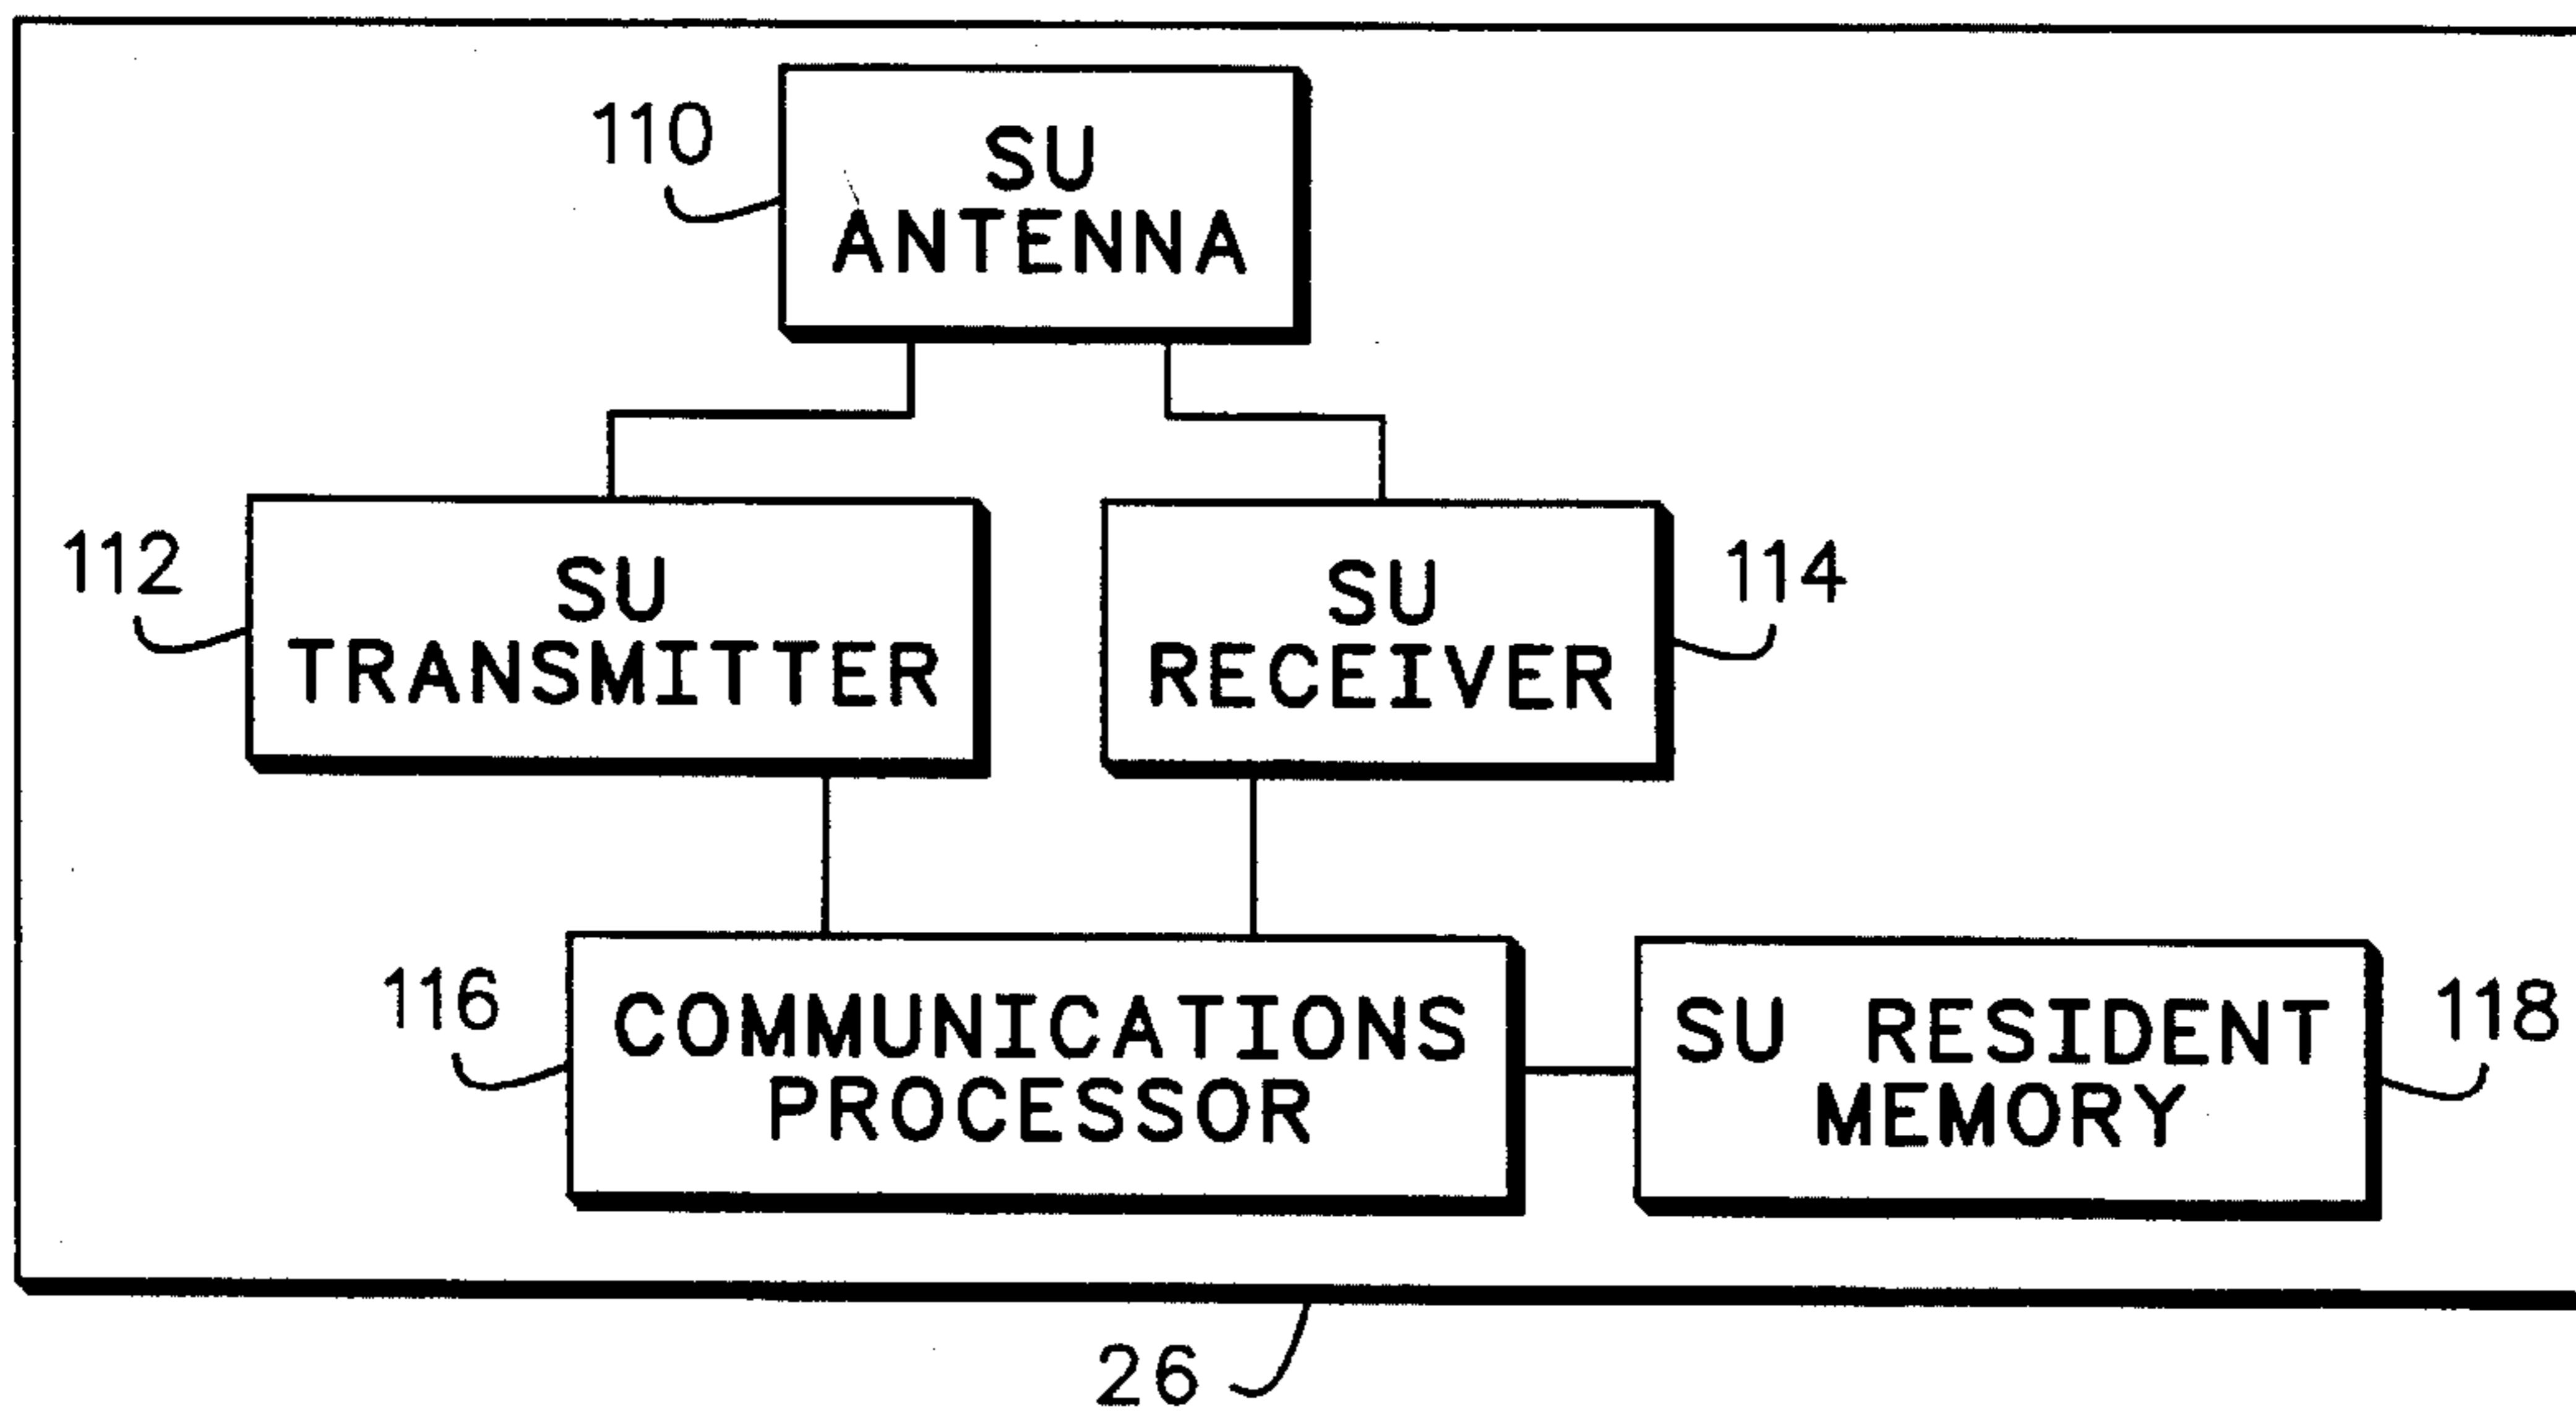 110
SU
ANTENNA
112
SU
TRANSMITTER
SU
RECEIVER
114
116
COMMUNICATIONS
PROCESSOR
SU RESIDENT
MEMORY
118
26